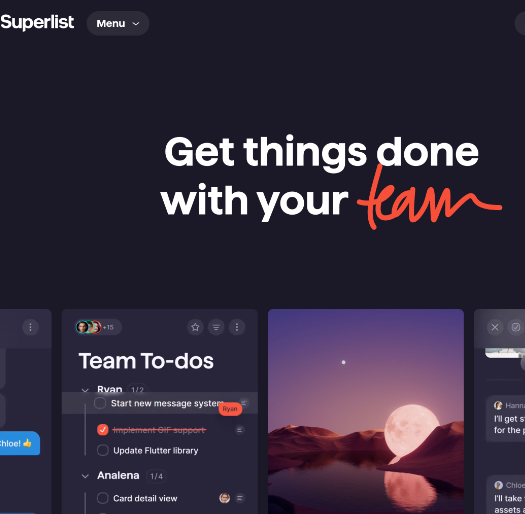 Superlist
Menu
Get things done
with your team
+15
Team To-dos
Ryan 1/2
Start new message system
Ryan
Implement GIF support
Update Flutter library
Analena 1/4
Card detail view
Chloe! 👍
Hanna
I'll get s
for the p
Chloe
I'll take
assets a